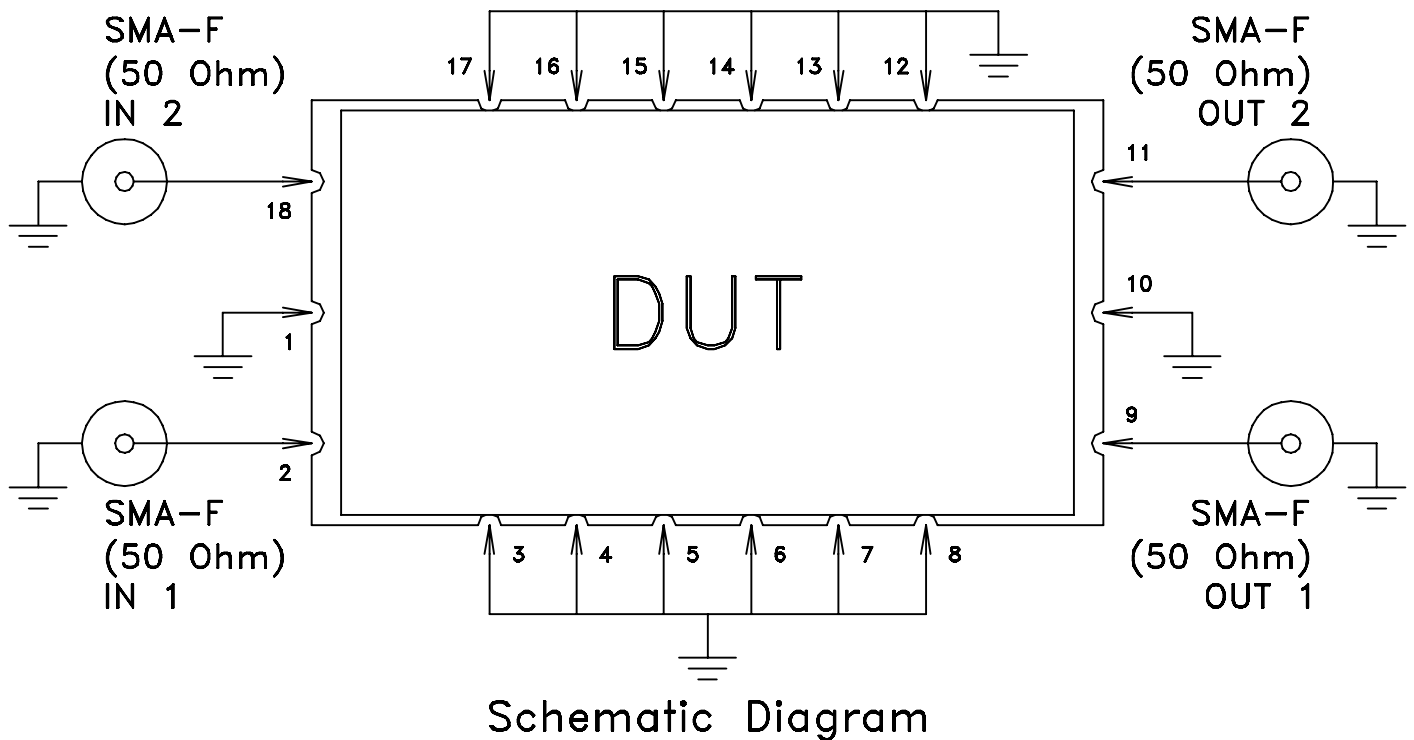 SMA-F
(50 Ohm)
IN 2
SMA-F
(50 Ohm)
OUT 2
17 16 15 14 13 12
18
11
1
10
2
9
DUT
SMA-F
(50 Ohm)
IN 1
3 4 5 6 7 8
SMA-F
(50 Ohm)
OUT 1
Schematic Diagram